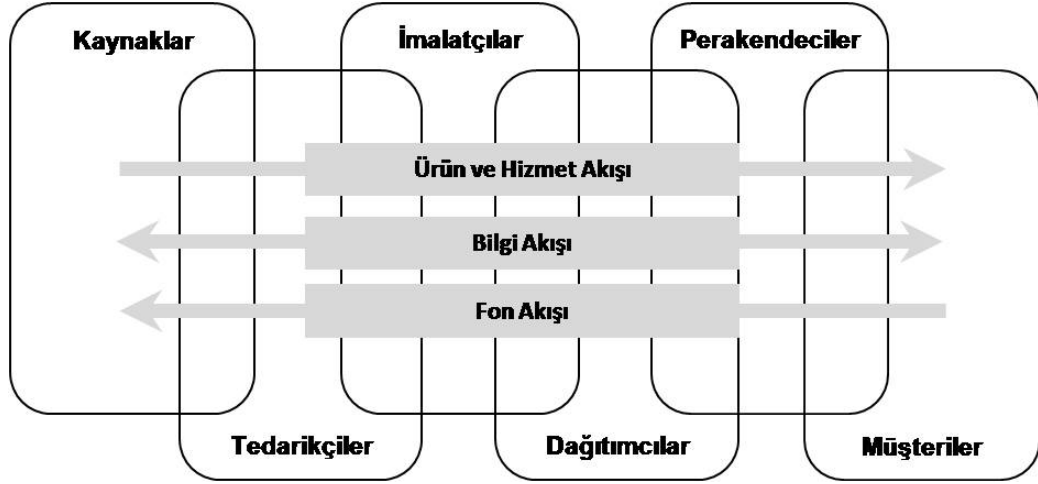 Kaynaklar
İmalatçılar
Perakendeciler
Ürün ve Hizmet Akışı
Bilgi Akışı
Fon Akışı
Tedarikçiler
Dağıtımcılar
Müşteriler